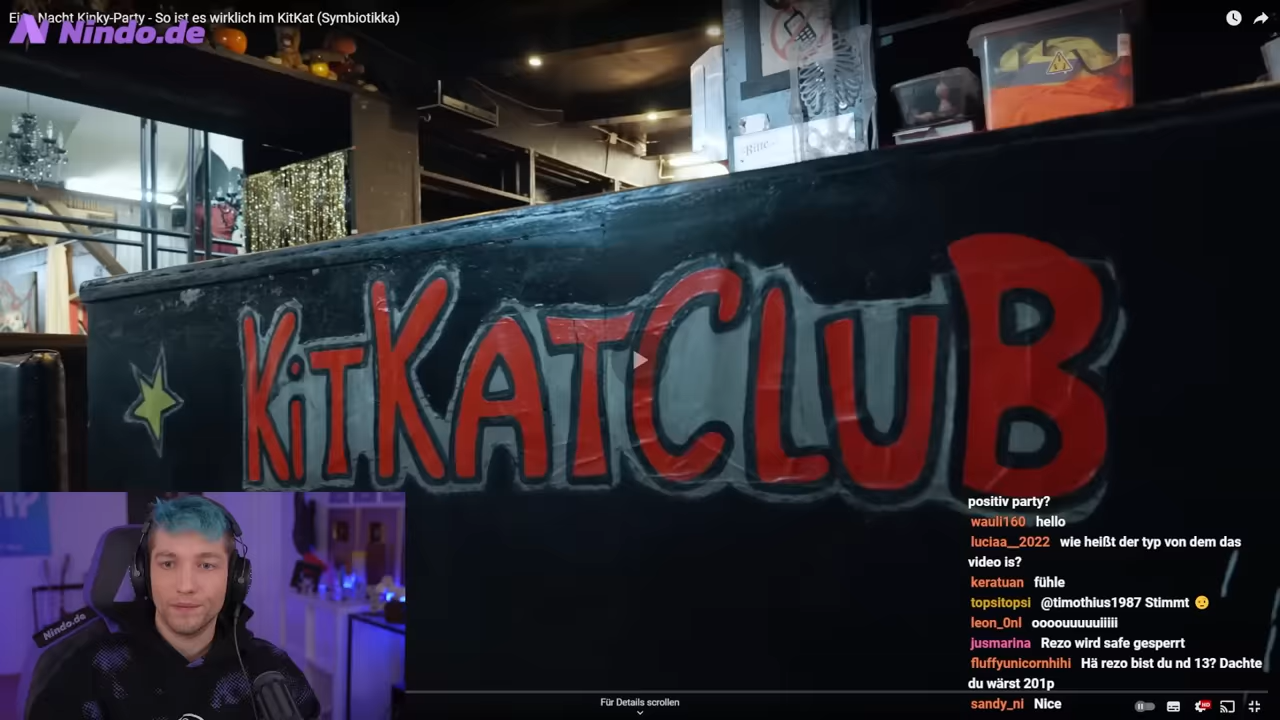 Eine Nacht Kinky-Party - So ist es wirklich im KitKat (Symbiotikka)
Nindo.de
Bitte
KiTKATCLUB
Nindo.de
positiv party?
wauli160 hello
luciaa__2022 wie heißt der typ von dem das
video is?
keratuan fühle
topsitopsi @timothius1987 Stimmt 😉
leon_0nl oooouuuuuiiiii
jusmarina Rezo wird safe gesperrt
fluffyunicornhihi Hä rezo bist du nd 13? Dachte
du wärst 201p
sandy_ni Nice
Für Details scrollen
HD